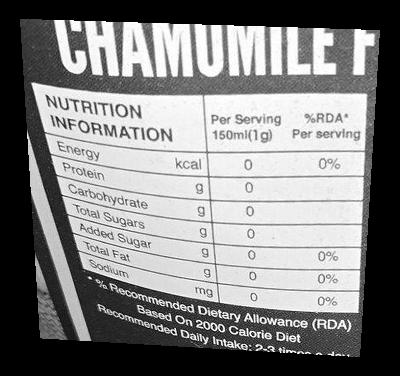 CHAMOMILE F
NUTRITION INFORMATION Per Serving 150ml(1g) %RDA* Per serving
Energy kcal 0 0%
Protein g 0
Carbohydrate g 0
Total Sugars g 0
Added Sugar g 0 0%
Total Fat g 0 0%
Sodium mg 0 0%
* % Recommended Dietary Allowance (RDA)
Based On 2000 Calorie Diet
Recommended Daily Intake: 2-3 times a day